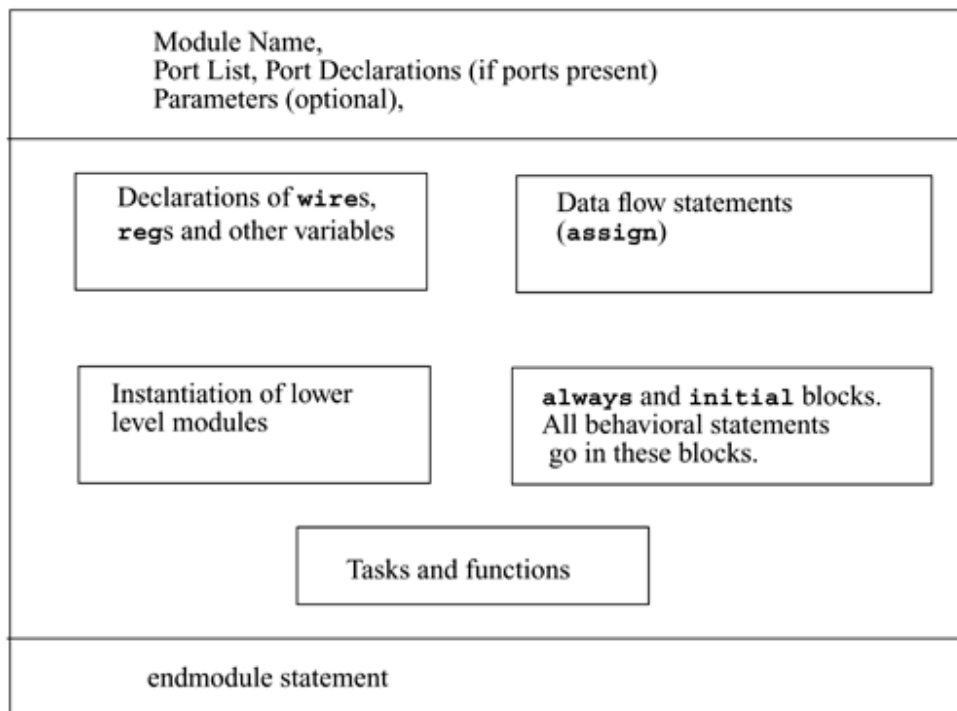 Module Name,
Port List, Port Declarations (if ports present)
Parameters (optional),
Declarations of wires,
regs and other variables
Data flow statements
(assign)
Instantiation of lower
level modules
always and initial blocks.
All behavioral statements
go in these blocks.
Tasks and functions
endmodule statement